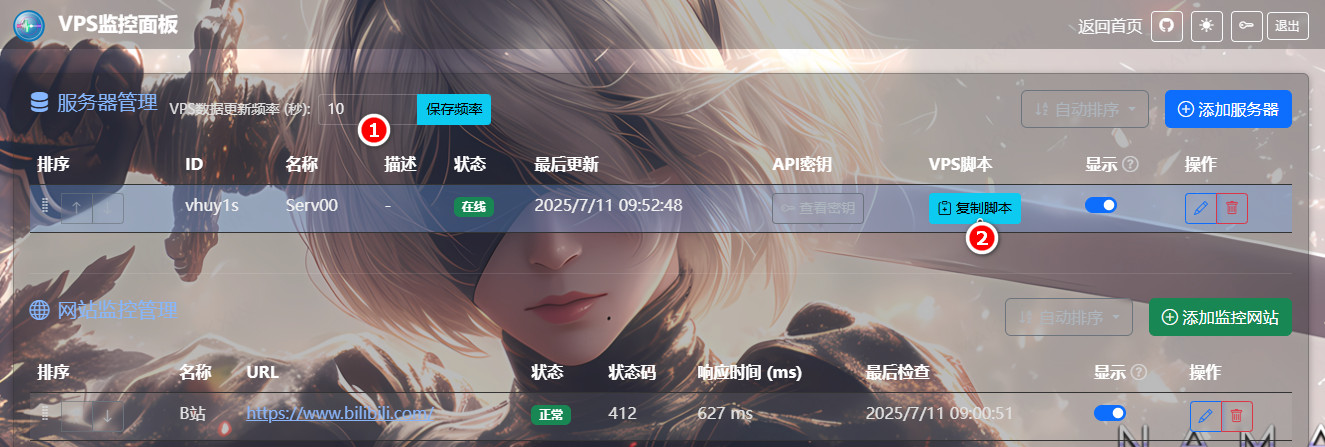 VPS监控面板 返回首页 退出
服务器管理 VPS数据更新频率 (秒): 10 保存频率 自动排序 添加服务器
1
排序 ID 名称 描述 状态 最后更新 API密钥 VPS脚本 显示 操作
vhuy1s Serv00 - 在线 2025/7/11 09:52:48 查看密钥 复制脚本
2
网站监控管理 自动排序 添加监控网站
排序 名称 URL 状态 状态码 响应时间 (ms) 最后检查 显示 操作
B站 https://www.bilibili.com/ 正常 412 627 ms 2025/7/11 09:00:51